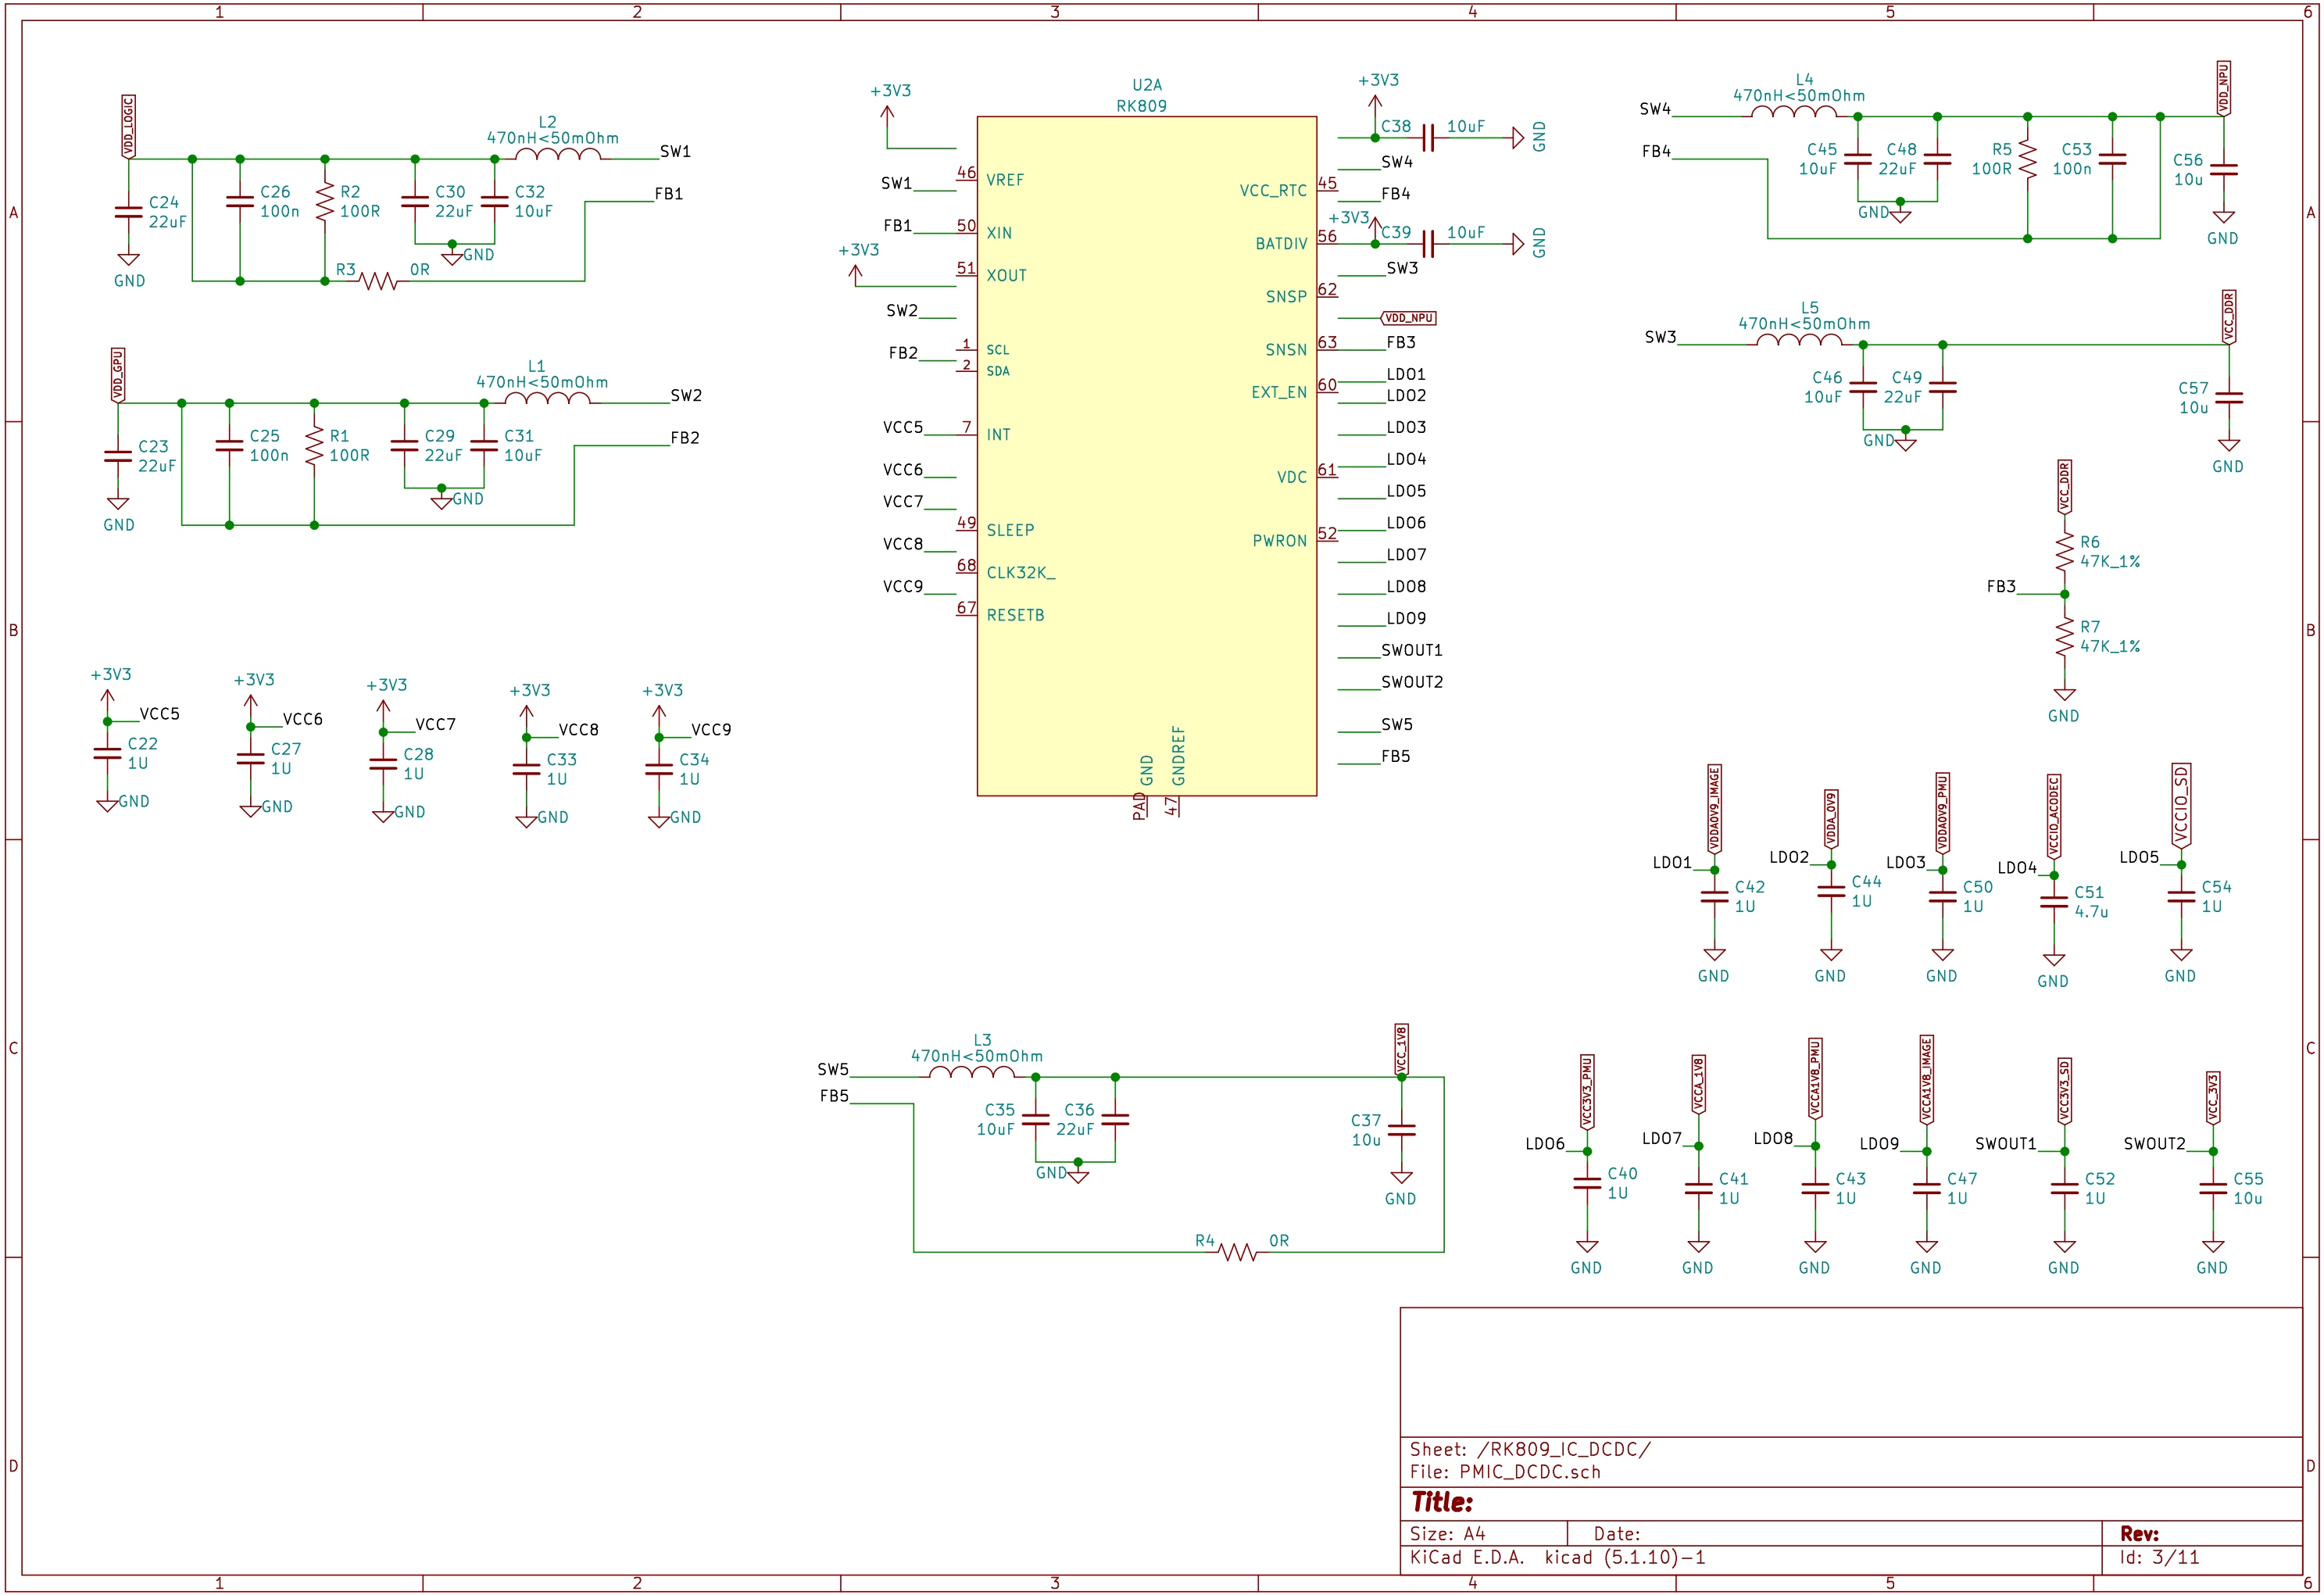 1 2 3 4 5 6
A
B
C
D
VDD_LOGIC
C24
22uF
GND
C26
100n
R2
100R
C30
22uF
C32
10uF
GND
L2
470nH<50mOhm
SW1
FB1
R3 0R
VDD_GPU
C23
22uF
GND
C25
100n
R1
100R
C29
22uF
C31
10uF
GND
L1
470nH<50mOhm
SW2
FB2
+3V3
VCC5
C22
1U
GND
+3V3
VCC6
C27
1U
GND
+3V3
VCC7
C28
1U
GND
+3V3
VCC8
C33
1U
GND
+3V3
VCC9
C34
1U
GND
U2A
RK809
+3V3
SW1
FB1
+3V3
SW2
FB2
VCC5
VCC6
VCC7
VCC8
VCC9
46 VREF
50 XIN
51 XOUT
1 SCL
2 SDA
7 INT
49 SLEEP
68 CLK32K_
67 RESETB
PAD GND
47 GNDREF
VCC_RTC 45
BATDIV 56
SNSP 62
SNSN 63
EXT_EN 60
VDC 61
PWRON 52
+3V3
C38 10uF GND
SW4
FB4
+3V3
C39 10uF GND
SW3
VDD_NPU
FB3
LDO1
LDO2
LDO3
LDO4
LDO5
LDO6
LDO7
LDO8
LDO9
SWOUT1
SWOUT2
SW5
FB5
SW4
FB4
L4
470nH<50mOhm
C45
10uF
C48
22uF
GND
R5
100R
C53
100n
VDD_NPU
C56
10u
GND
SW3
L5
470nH<50mOhm
C46
10uF
C49
22uF
GND
VCC_DDR
C57
10u
GND
VCC_DDR
R6
47K_1%
FB3
R7
47K_1%
GND
VDDA0V9_IMAGE
LDO1
C42
1U
GND
VDDA_0V9
LDO2
C44
1U
GND
VDDA0V9_PMU
LDO3
C50
1U
GND
VCCIO_ACODEC
LDO4
C51
4.7u
GND
VCCIO_SD
LDO5
C54
1U
GND
SW5
FB5
L3
470nH<50mOhm
C35
10uF
C36
22uF
GND
VCC_1V8
C37
10u
GND
R4 0R
VCC3V3_PMU
LDO6
C40
1U
GND
VCCA_1V8
LDO7
C41
1U
GND
VCCA1V8_PMU
LDO8
C43
1U
GND
VCCA1V8_IMAGE
LDO9
C47
1U
GND
VCC3V3_SD
SWOUT1
C52
1U
GND
VCC_3V3
SWOUT2
C55
10u
GND
Sheet: /RK809_IC_DCDC/
File: PMIC_DCDC.sch
Title:
Size: A4 Date: Rev:
KiCad E.D.A. kicad (5.1.10)-1 Id: 3/11
A
B
C
D
1 2 3 4 5 6